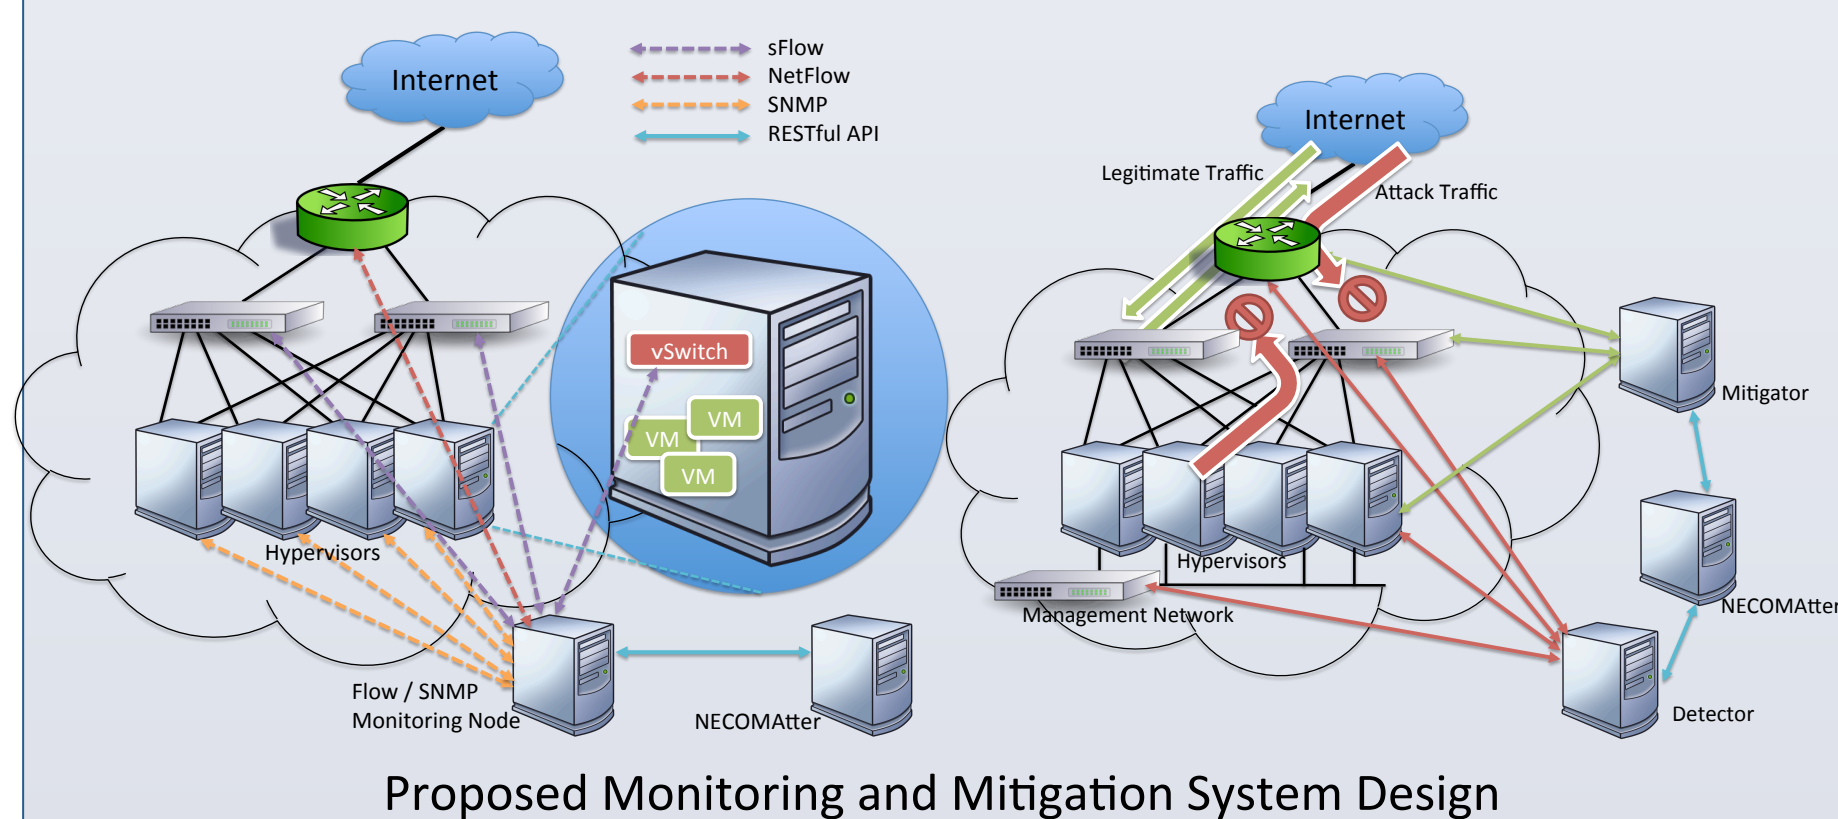 Internet
sFlow
NetFlow
SNMP
RESTful API
vSwitch
VM
VM
VM
Hypervisors
Flow / SNMP
Monitoring Node
NECOMAtter
Internet
Legitimate Traffic
Attack Traffic
Mitigator
Hypervisors
Management Network
NECOMAtter
Detector
Proposed Monitoring and Mitigation System Design